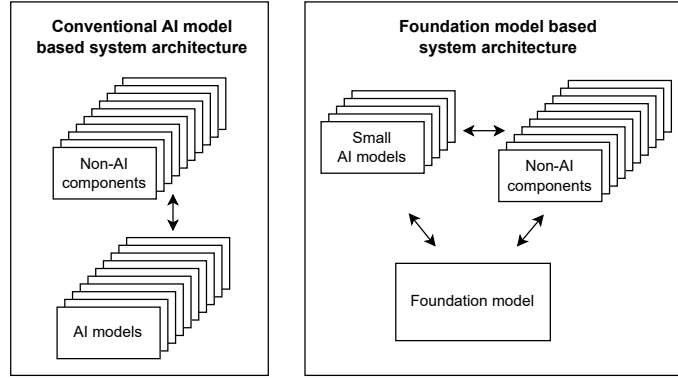 Conventional AI model
based system architecture
Non-AI
components
AI models
Foundation model based
system architecture
Small
AI models
Non-AI
components
Foundation model